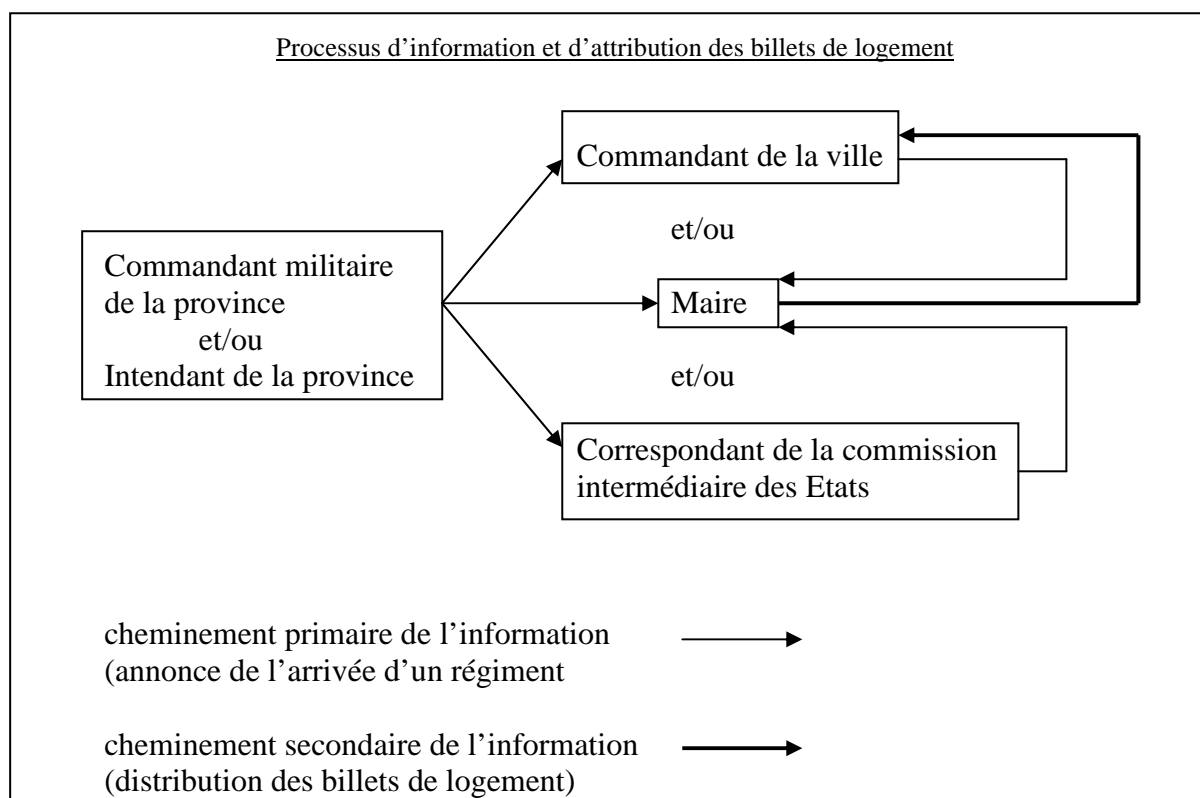 Processus d’information et d’attribution des billets de logement
Commandant de la ville
et/ou
Commandant militaire
de la province
et/ou
Intendant de la province
Maire
et/ou
Correspondant de la commission
intermédiaire des Etats
cheminement primaire de l’information
(annonce de l’arrivée d’un régiment
cheminement secondaire de l’information
(distribution des billets de logement)